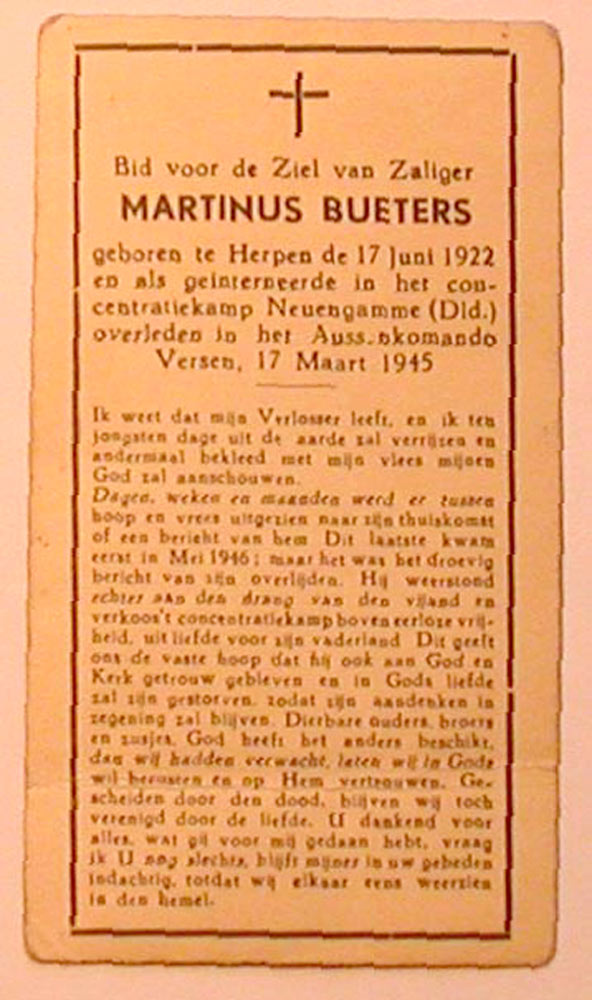 Bid voor de Ziel van Zaliger
MARTINUS BUETERS
geboren te Herpen de 17 Juni 1922
en als geinterneerde in het con-
centratiekamp Neuengamme (Dld.)
overleden in het Auss.nkomando
Versen, 17 Maart 1945
Ik weet dat mijn Verlosser leeft, en ik ten
jongsten dage uit de aarde zal verrijzen en
andermaal bekleed met mijn vlees mijnen
God zal aanschouwen.
Dagen, weken en maanden werd er tussen
hoop en vrees uitgezien naar zijn thuiskomst
of een bericht van hem Dit laatste kwam
eerst in Mei 1946; maar het was het droevig
bericht van zijn overlijden. Hij weerstond
echter aan den drang van den vijand en
verkoos't concentratiekamp boven eerloze vrij-
heid, uit liefde voor zijn vaderland. Dit geeft
ons de vaste hoop dat hij ook aan God en
Kerk getrouw gebleven en in Gods liefde
zal zijn gestorven, zodat zijn aandenken in
zegening zal blijven. Dierbare ouders, broers
en zusjes, God heeft het anders beschikt,
dan wij hadden verwacht, laten wij in Gods
wil berusten en op Hem vertrouwen. Ge-
scheiden door den dood, blijven wij toch
verenigd door de liefde. U dankend voor
alles, wat gij voor mij gedaan hebt, vraag
ik U nog slechts, blijft mijner in uw gebeden
indachtig, totdat wij elkaar eens weerzien
in den hemel.